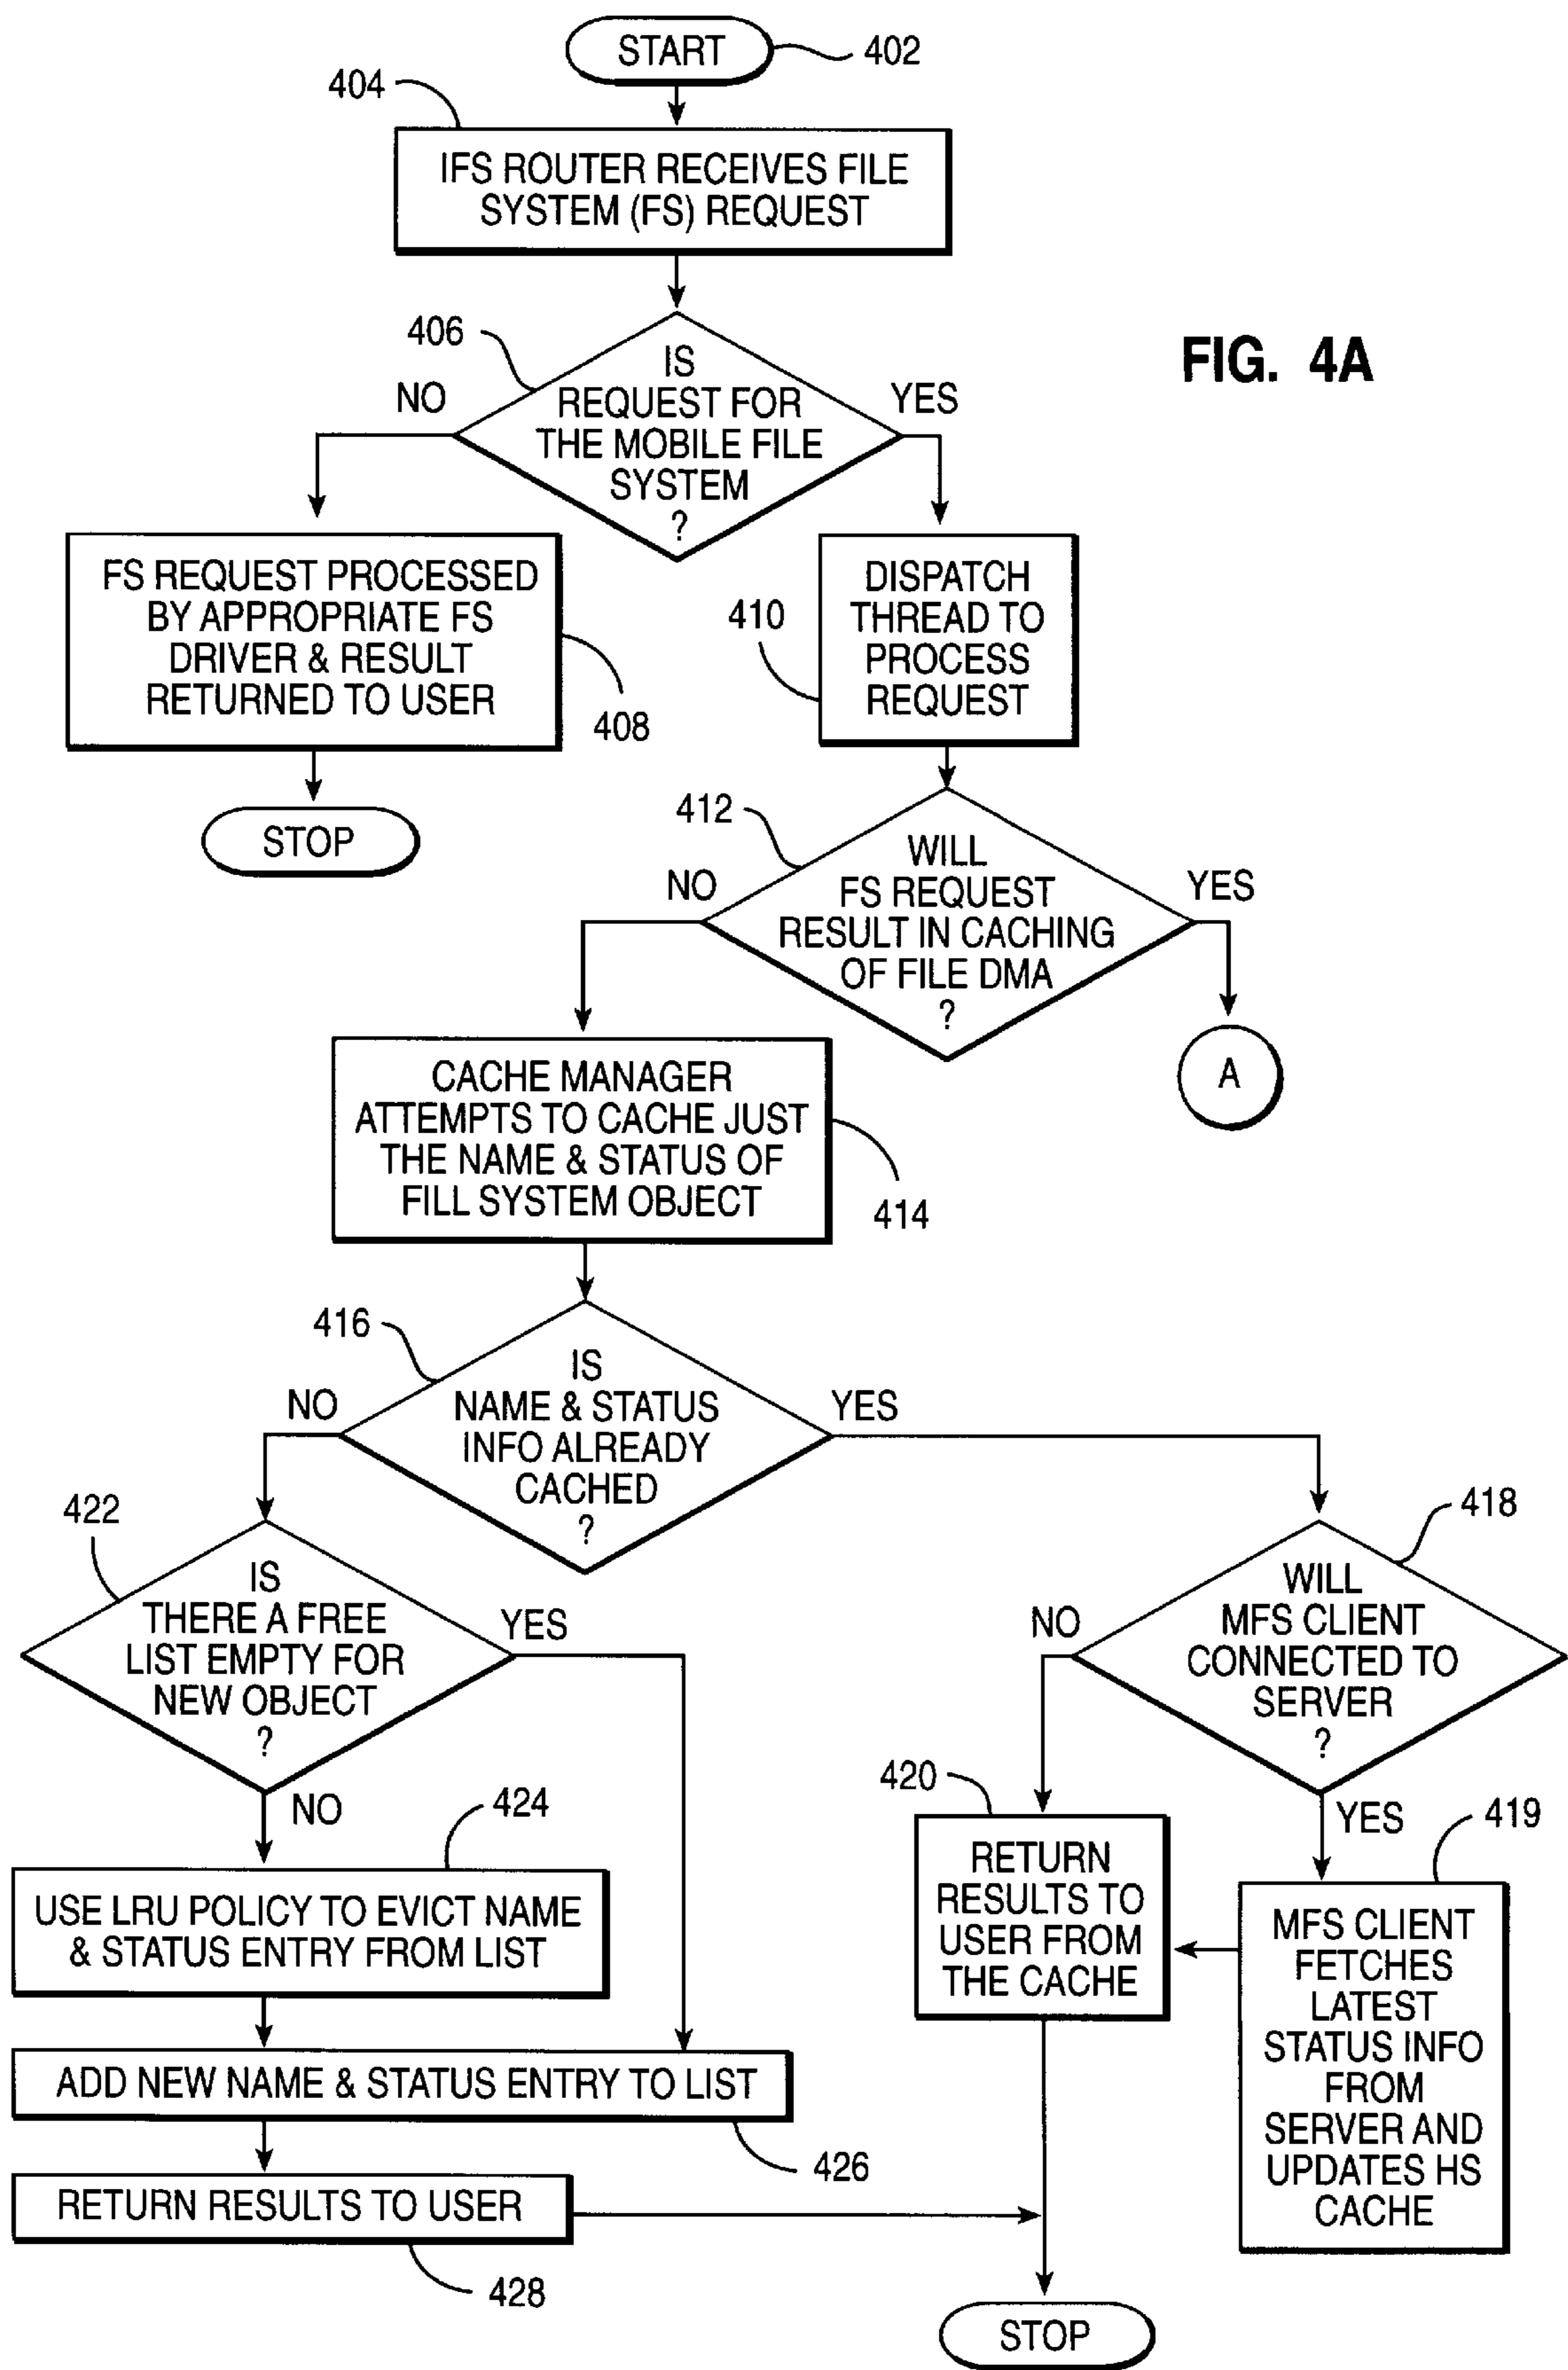 START
402
404
IFS ROUTER RECEIVES FILE
SYSTEM (FS) REQUEST
FIG. 4A
406
IS
REQUEST FOR
THE MOBILE FILE
SYSTEM
?
NO
YES
FS REQUEST PROCESSED
BY APPROPRIATE FS
DRIVER & RESULT
RETURNED TO USER
408
STOP
410
DISPATCH
THREAD TO
PROCESS
REQUEST
412
WILL
FS REQUEST
RESULT IN CACHING
OF FILE DMA
?
NO
YES
A
CACHE MANAGER
ATTEMPTS TO CACHE JUST
THE NAME & STATUS OF
FILL SYSTEM OBJECT
414
416
IS
NAME & STATUS
INFO ALREADY
CACHED
?
NO
YES
422
IS
THERE A FREE
LIST EMPTY FOR
NEW OBJECT
?
YES
NO
418
WILL
MFS CLIENT
CONNECTED TO
SERVER
?
NO
YES
424
USE LRU POLICY TO EVICT NAME
& STATUS ENTRY FROM LIST
420
RETURN
RESULTS TO
USER FROM
THE CACHE
419
MFS CLIENT
FETCHES
LATEST
STATUS INFO
FROM
SERVER AND
UPDATES HS
CACHE
ADD NEW NAME & STATUS ENTRY TO LIST
426
RETURN RESULTS TO USER
428
STOP